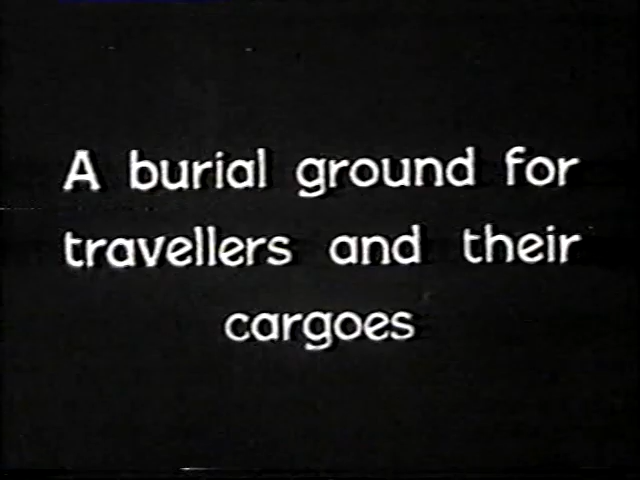 A burial ground for
travellers and their
cargoes